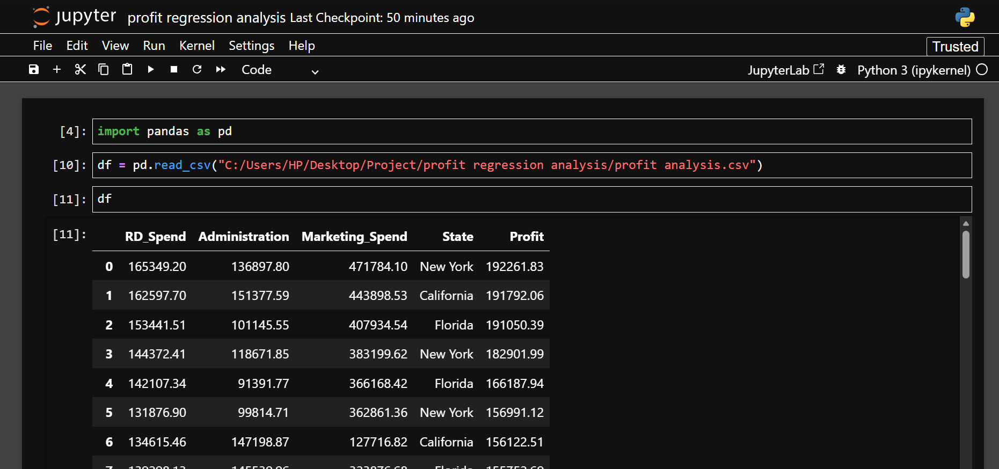 jupyter profit regression analysis Last Checkpoint: 50 minutes ago
File Edit View Run Kernel Settings Help Trusted
Code JupyterLab Python 3 (ipykernel)
[4]: import pandas as pd
[10]: df = pd.read_csv("C:/Users/HP/Desktop/Project/profit regression analysis/profit analysis.csv")
[11]: df
[11]: RD_Spend Administration Marketing_Spend State Profit
0 165349.20 136897.80 471784.10 New York 192261.83
1 162597.70 151377.59 443898.53 California 191792.06
2 153441.51 101145.55 407934.54 Florida 191050.39
3 144372.41 118671.85 383199.62 New York 182901.99
4 142107.34 91391.77 366168.42 Florida 166187.94
5 131876.90 99814.71 362861.36 New York 156991.12
6 134615.46 147198.87 127716.82 California 156122.51
7 Florida